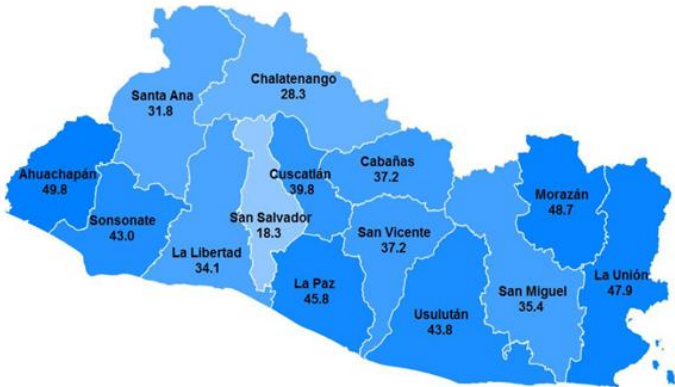 Chalatenango
28.3
Santa Ana
31.8
Ahuachapán
49.8
Cuscatlán
39.8
Cabañas
37.2
Morazán
48.7
Sonsonate
43.0
San Salvador
18.3
San Vicente
37.2
La Libertad
34.1
La Paz
45.8
Usulután
43.8
San Miguel
35.4
La Unión
47.9